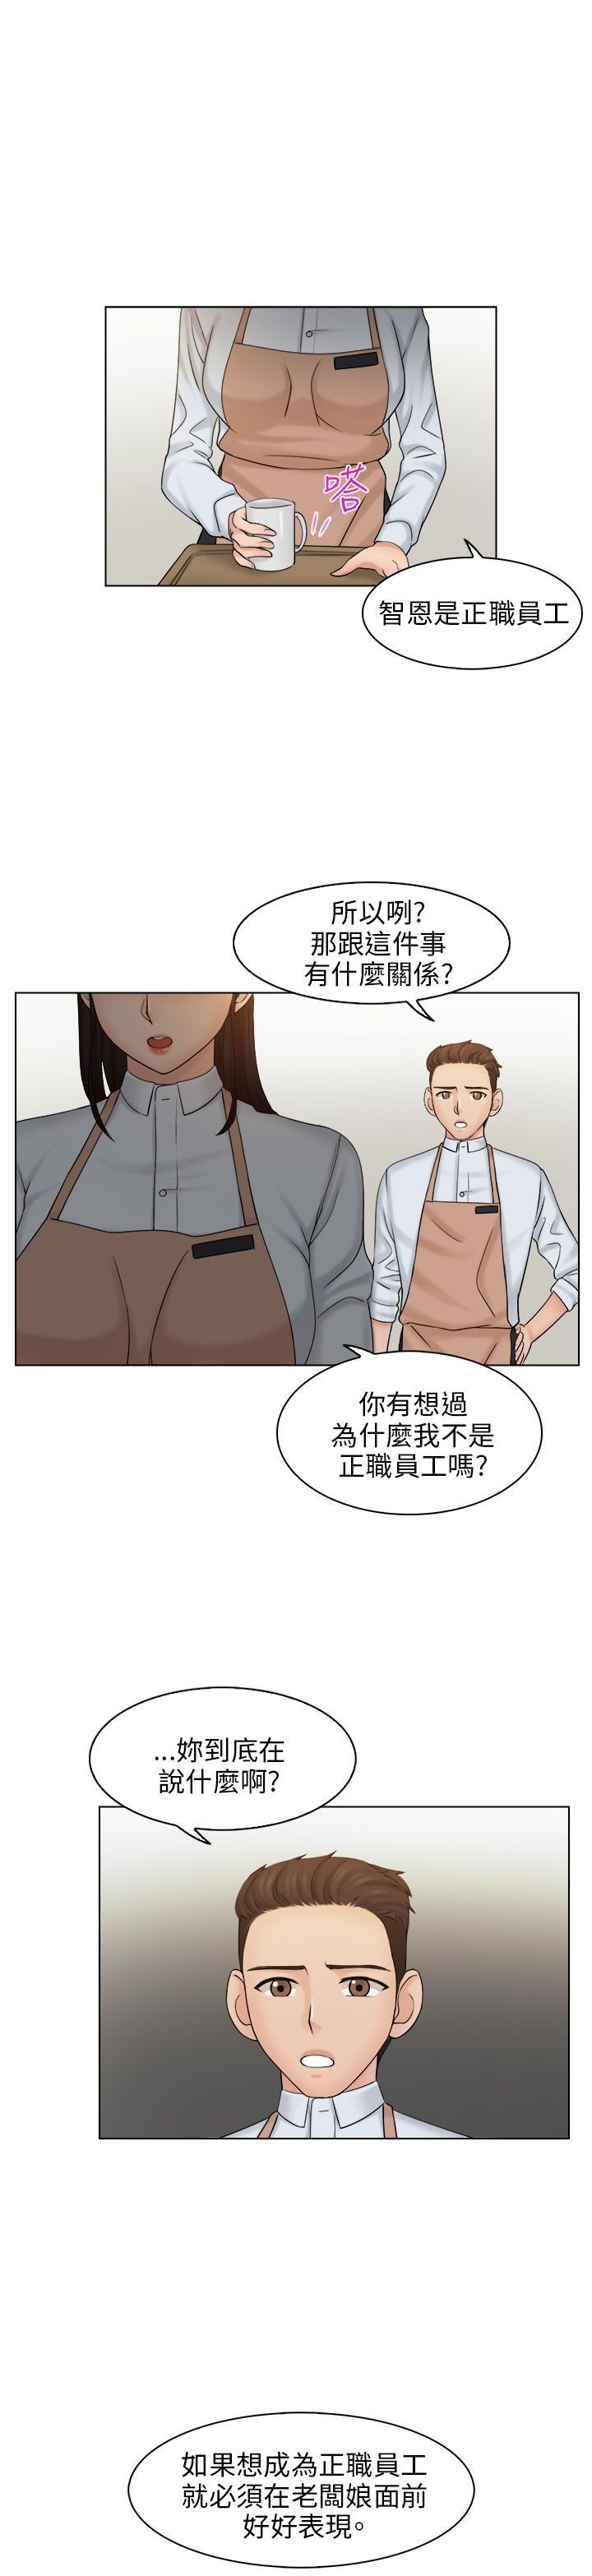 嗒
智恩是正職員工
所以咧?
那跟這件事
有什麼關係?
你有想過
為什麼我不是
正職員工嗎?
...妳到底在
說什麼啊?
如果想成為正職員工
就必須在老闆娘面前
好好表現。